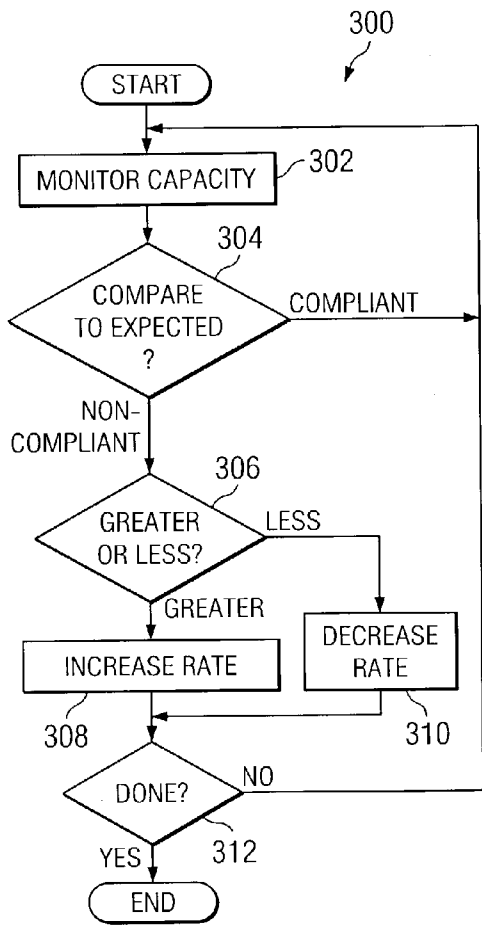 300
START
MONITOR CAPACITY
302
304
COMPARE
TO EXPECTED
?
COMPLIANT
NON-
COMPLIANT
306
GREATER
OR LESS?
LESS
GREATER
INCREASE RATE
308
DECREASE
RATE
310
DONE?
NO
312
YES
END